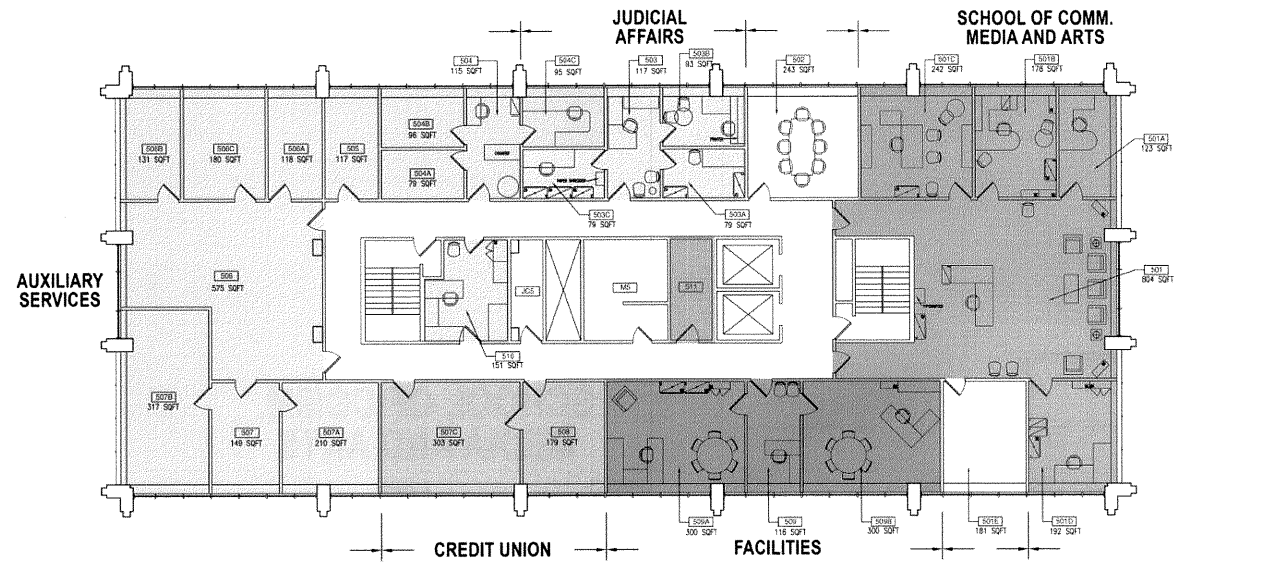 JUDICIAL
AFFAIRS
SCHOOL OF COMM.
MEDIA AND ARTS
504
115 SQFT
504C
95 SQFT
503
117 SQFT
503B
93 SQFT
502
243 SQFT
501C
242 SQFT
501B
176 SQFT
501A
123 SQFT
506B
131 SQFT
506C
180 SQFT
506A
118 SQFT
505
117 SQFT
504B
96 SQFT
504A
79 SQFT
503C
79 SQFT
503A
79 SQFT
AUXILIARY
SERVICES
506
575 SQFT
JC5
M5
511
501
804 SQFT
516
151 SQFT
507B
317 SQFT
507
149 SQFT
507A
210 SQFT
507C
303 SQFT
508
179 SQFT
509A
300 SQFT
509
116 SQFT
509B
300 SQFT
501E
181 SQFT
501D
192 SQFT
CREDIT UNION
FACILITIES